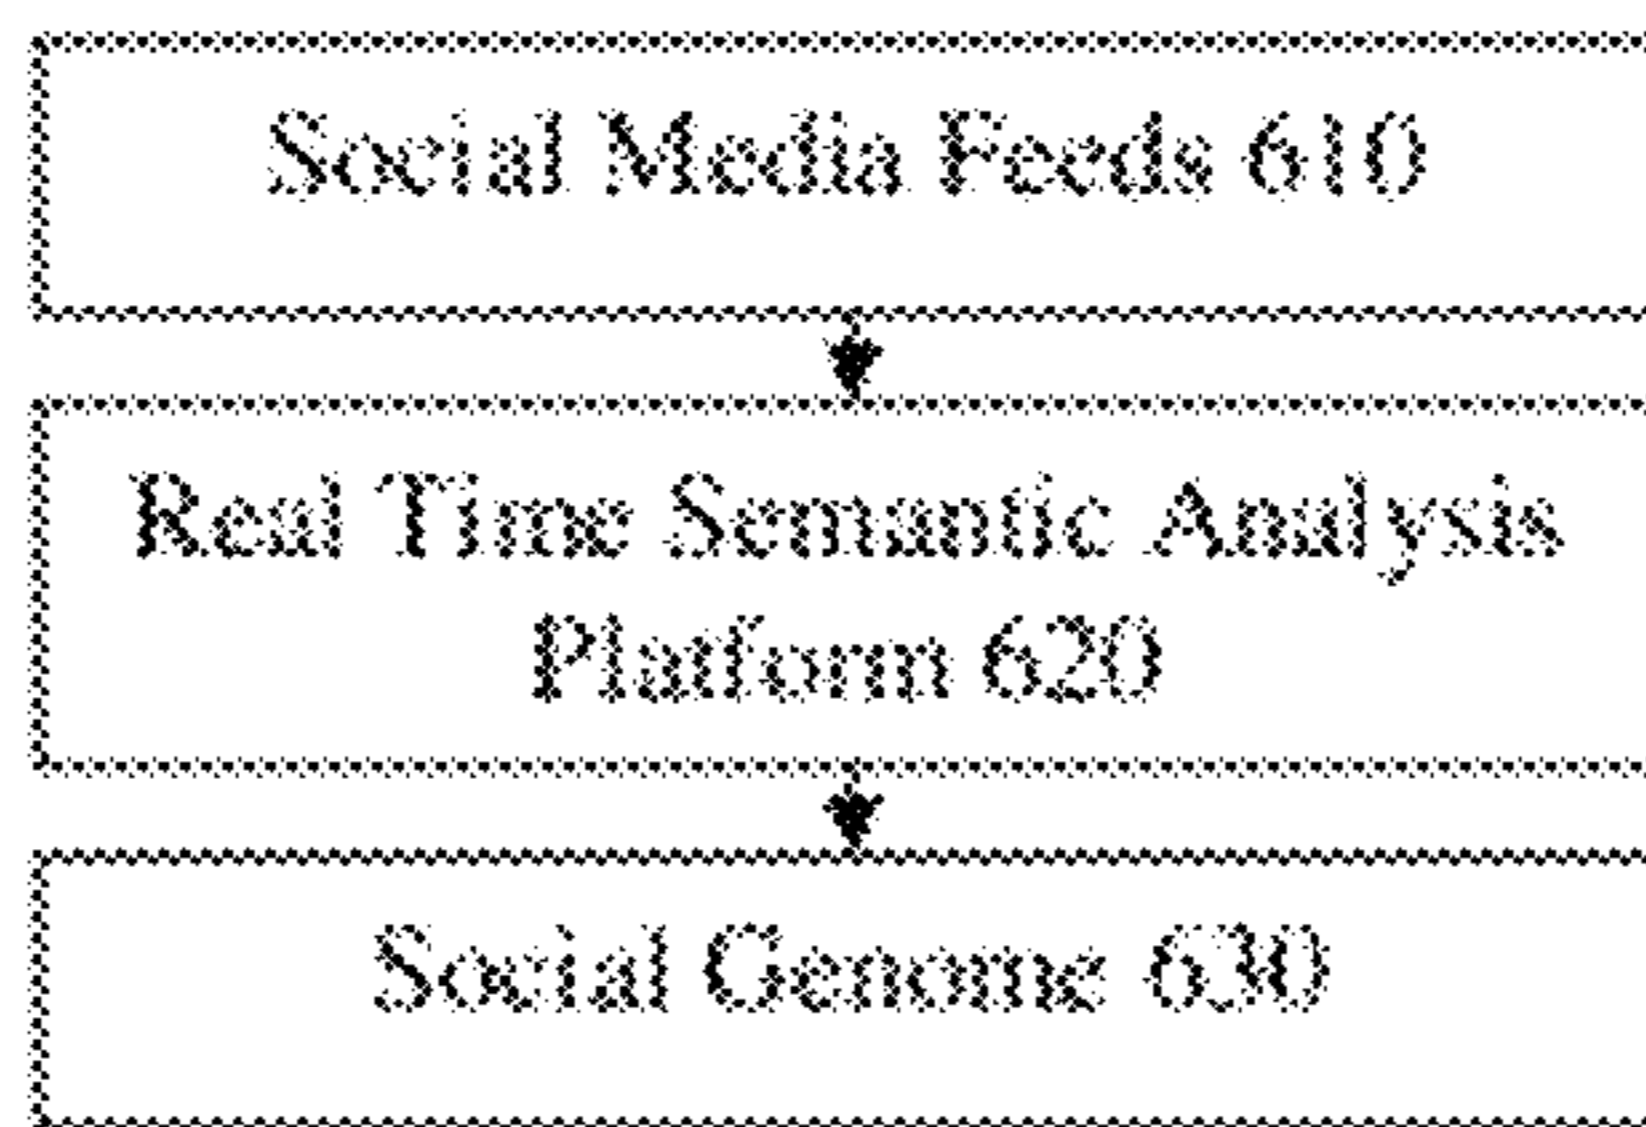 Social Media Feeds 610
Real Time Semantic Analysis
Platform 620
Social Genome 630